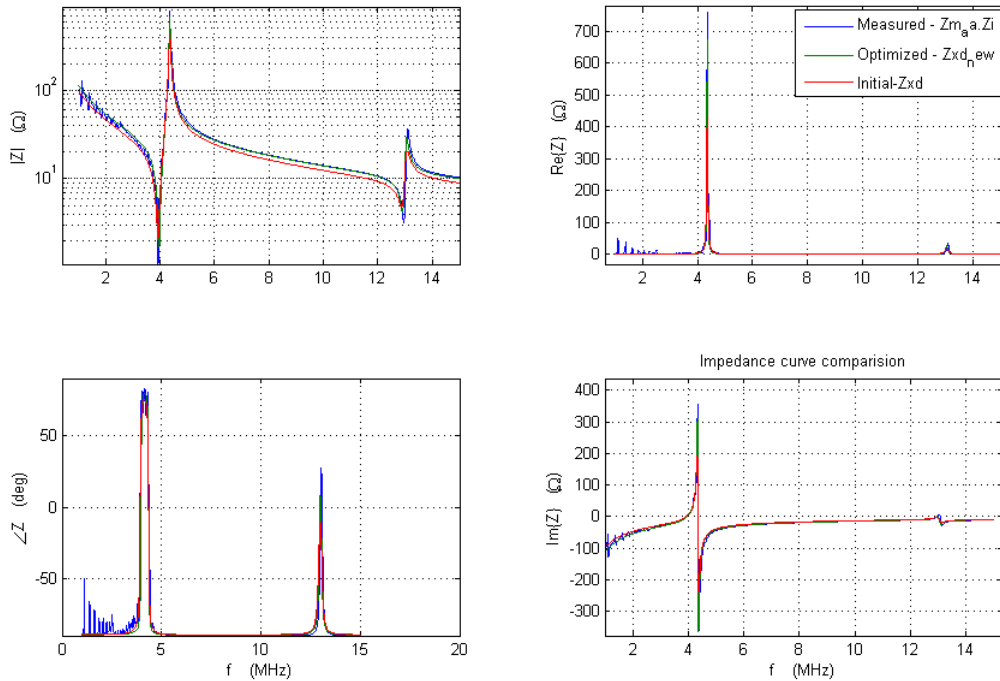 |Z| (Ω)
10²
10¹
2 4 6 8 10 12 14
Re{Z} (Ω)
700
600
500
400
300
200
100
0
2 4 6 8 10 12 14
Measured - Zmₐa.Zi
Optimized - Zxdₙew
Initial-Zxd
∠Z (deg)
50
0
-50
0 5 10 15 20
f (MHz)
Impedance curve comparision
Im{Z} (Ω)
400
300
200
100
0
-100
-200
-300
2 4 6 8 10 12 14
f (MHz)